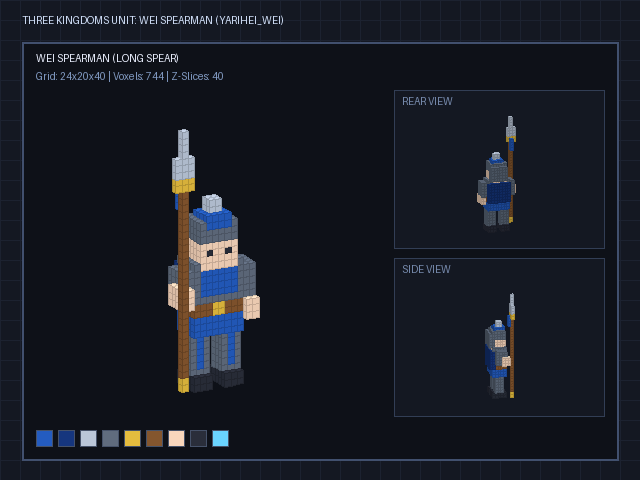 THREE KINGDOMS UNIT: WEI SPEARMAN (YARIHEI_WEI)
WEI SPEARMAN (LONG SPEAR)
Grid: 24x20x40 | Voxels: 744 | Z-Slices: 40
REAR VIEW
SIDE VIEW